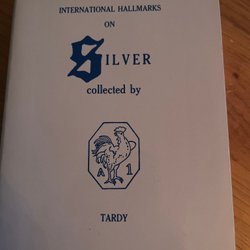 INTERNATIONAL HALLMARKS
ON
SILVER
collected by
A 1
TARDY